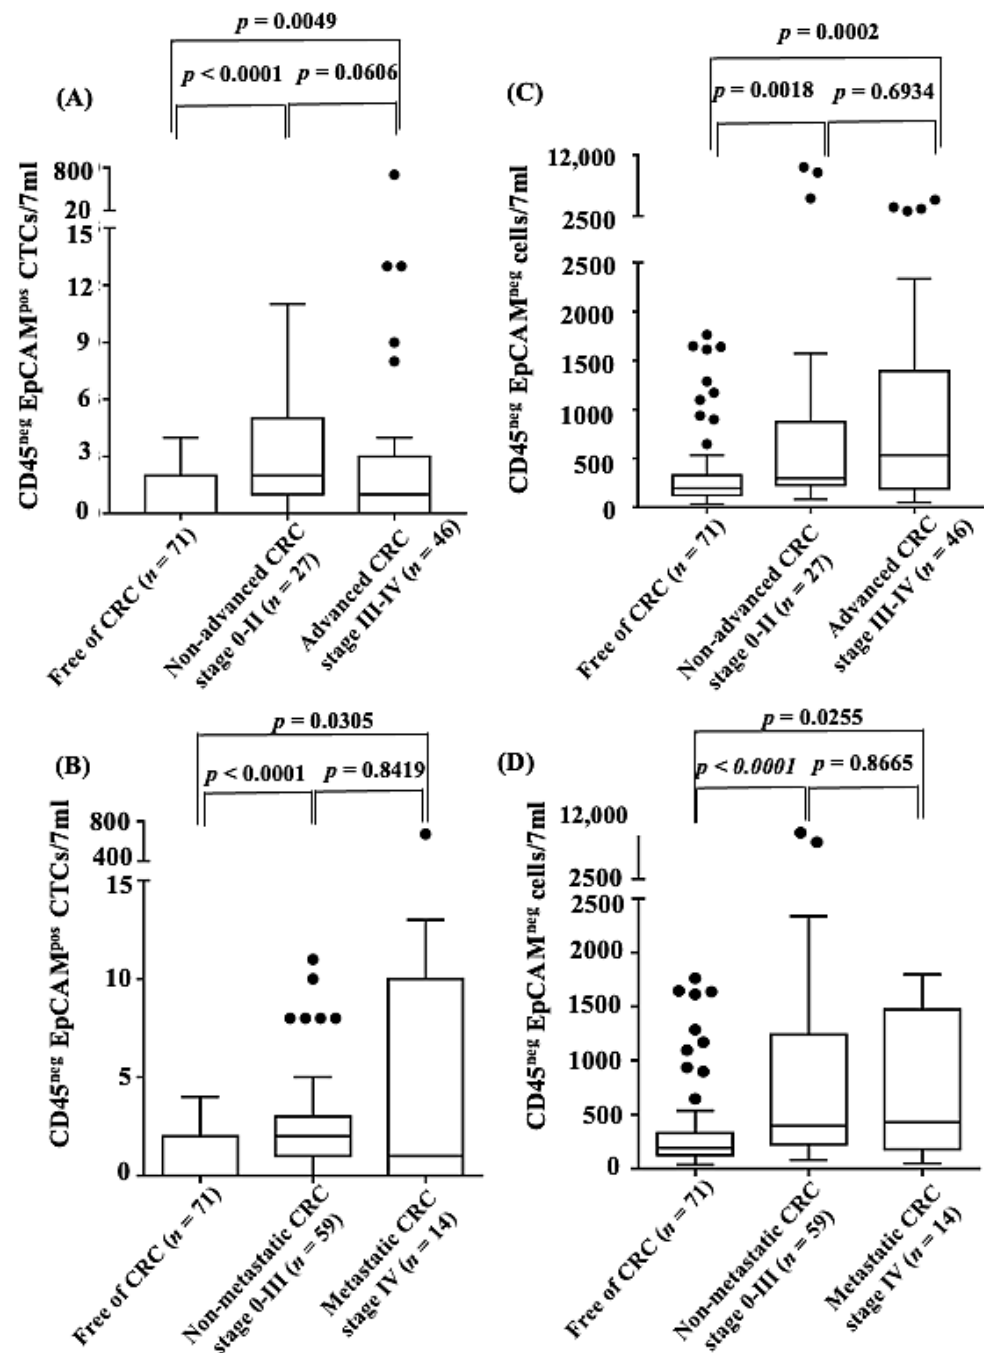 (A)
p = 0.0049
p < 0.0001 p = 0.0606
CD45neg EpCAMpos CTCs/7ml
800
20
15
12
9
6
3
0
Free of CRC (n = 71)
Non-advanced CRC
stage 0-II (n = 27)
Advanced CRC
stage III-IV (n = 46)
(C)
p = 0.0002
p = 0.0018 p = 0.6934
CD45neg EpCAMneg cells/7ml
12,000
2500
2500
2000
1500
1000
500
0
Free of CRC (n = 71)
Non-advanced CRC
stage 0-II (n = 27)
Advanced CRC
stage III-IV (n = 46)
(B)
p = 0.0305
p < 0.0001 p = 0.8419
CD45neg EpCAMpos CTCs/7ml
800
400
15
10
5
0
Free of CRC (n = 71)
Non-metastatic CRC
stage 0-III (n = 59)
Metastatic CRC
stage IV (n = 14)
(D)
p = 0.0255
p < 0.0001 p = 0.8665
CD45neg EpCAMneg cells/7ml
12,000
2500
2500
2000
1500
1000
500
0
Free of CRC (n = 71)
Non-metastatic CRC
stage 0-III (n = 59)
Metastatic CRC
stage IV (n = 14)